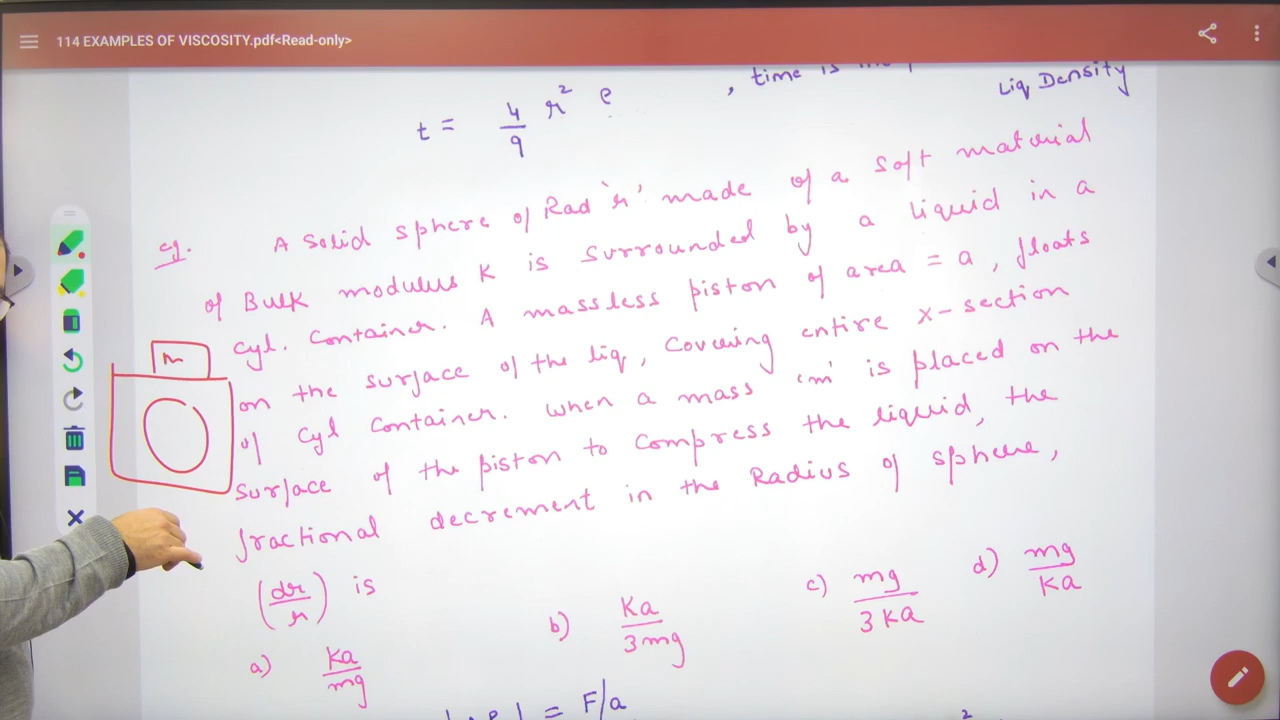 114 EXAMPLES OF VISCOSITY.pdf<Read-only>
, time is
Liq Density
t = 4/9 r² ρ
eg. A solid sphere of Rad 'r' made of a soft material
of Bulk modulus K is surrounded by a liquid in a
cyl. Container. A massless piston of area = a, floats
on the surface of the liq, covering entire x-section
of cyl container. When a mass 'm' is placed on the
surface of the piston to compress the liquid, the
fractional decrement in the Radius of sphere,
(dr/r) is
a) Ka/mg b) Ka/3mg c) mg/3Ka d) mg/Ka
m
= F/a